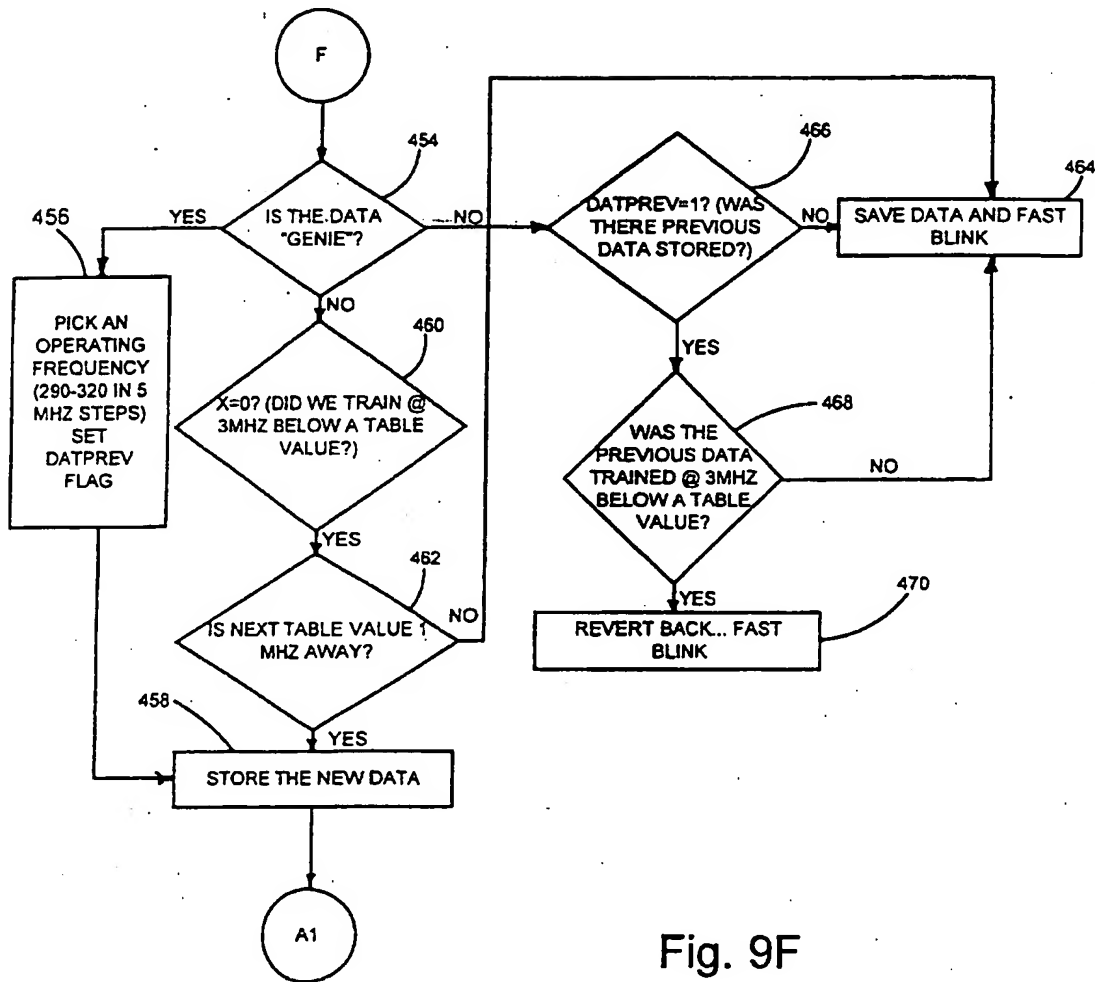 F
454
IS THE DATA
"GENIE"?
YES
NO
NO
456
PICK AN
OPERATING
FREQUENCY
(290-320 IN 5
MHZ STEPS)
SET
DATPREV
FLAG
460
X=0? (DID WE TRAIN @
3MHZ BELOW A TABLE
VALUE?)
YES
462
IS NEXT TABLE VALUE 1
MHZ AWAY?
NO
YES
458
STORE THE NEW DATA
A1
466
DATPREV=1? (WAS
THERE PREVIOUS
DATA STORED?)
NO
YES
464
SAVE DATA AND FAST
BLINK
468
WAS THE
PREVIOUS DATA
TRAINED @ 3MHZ
BELOW A TABLE
VALUE?
NO
YES
470
REVERT BACK... FAST
BLINK
Fig. 9F